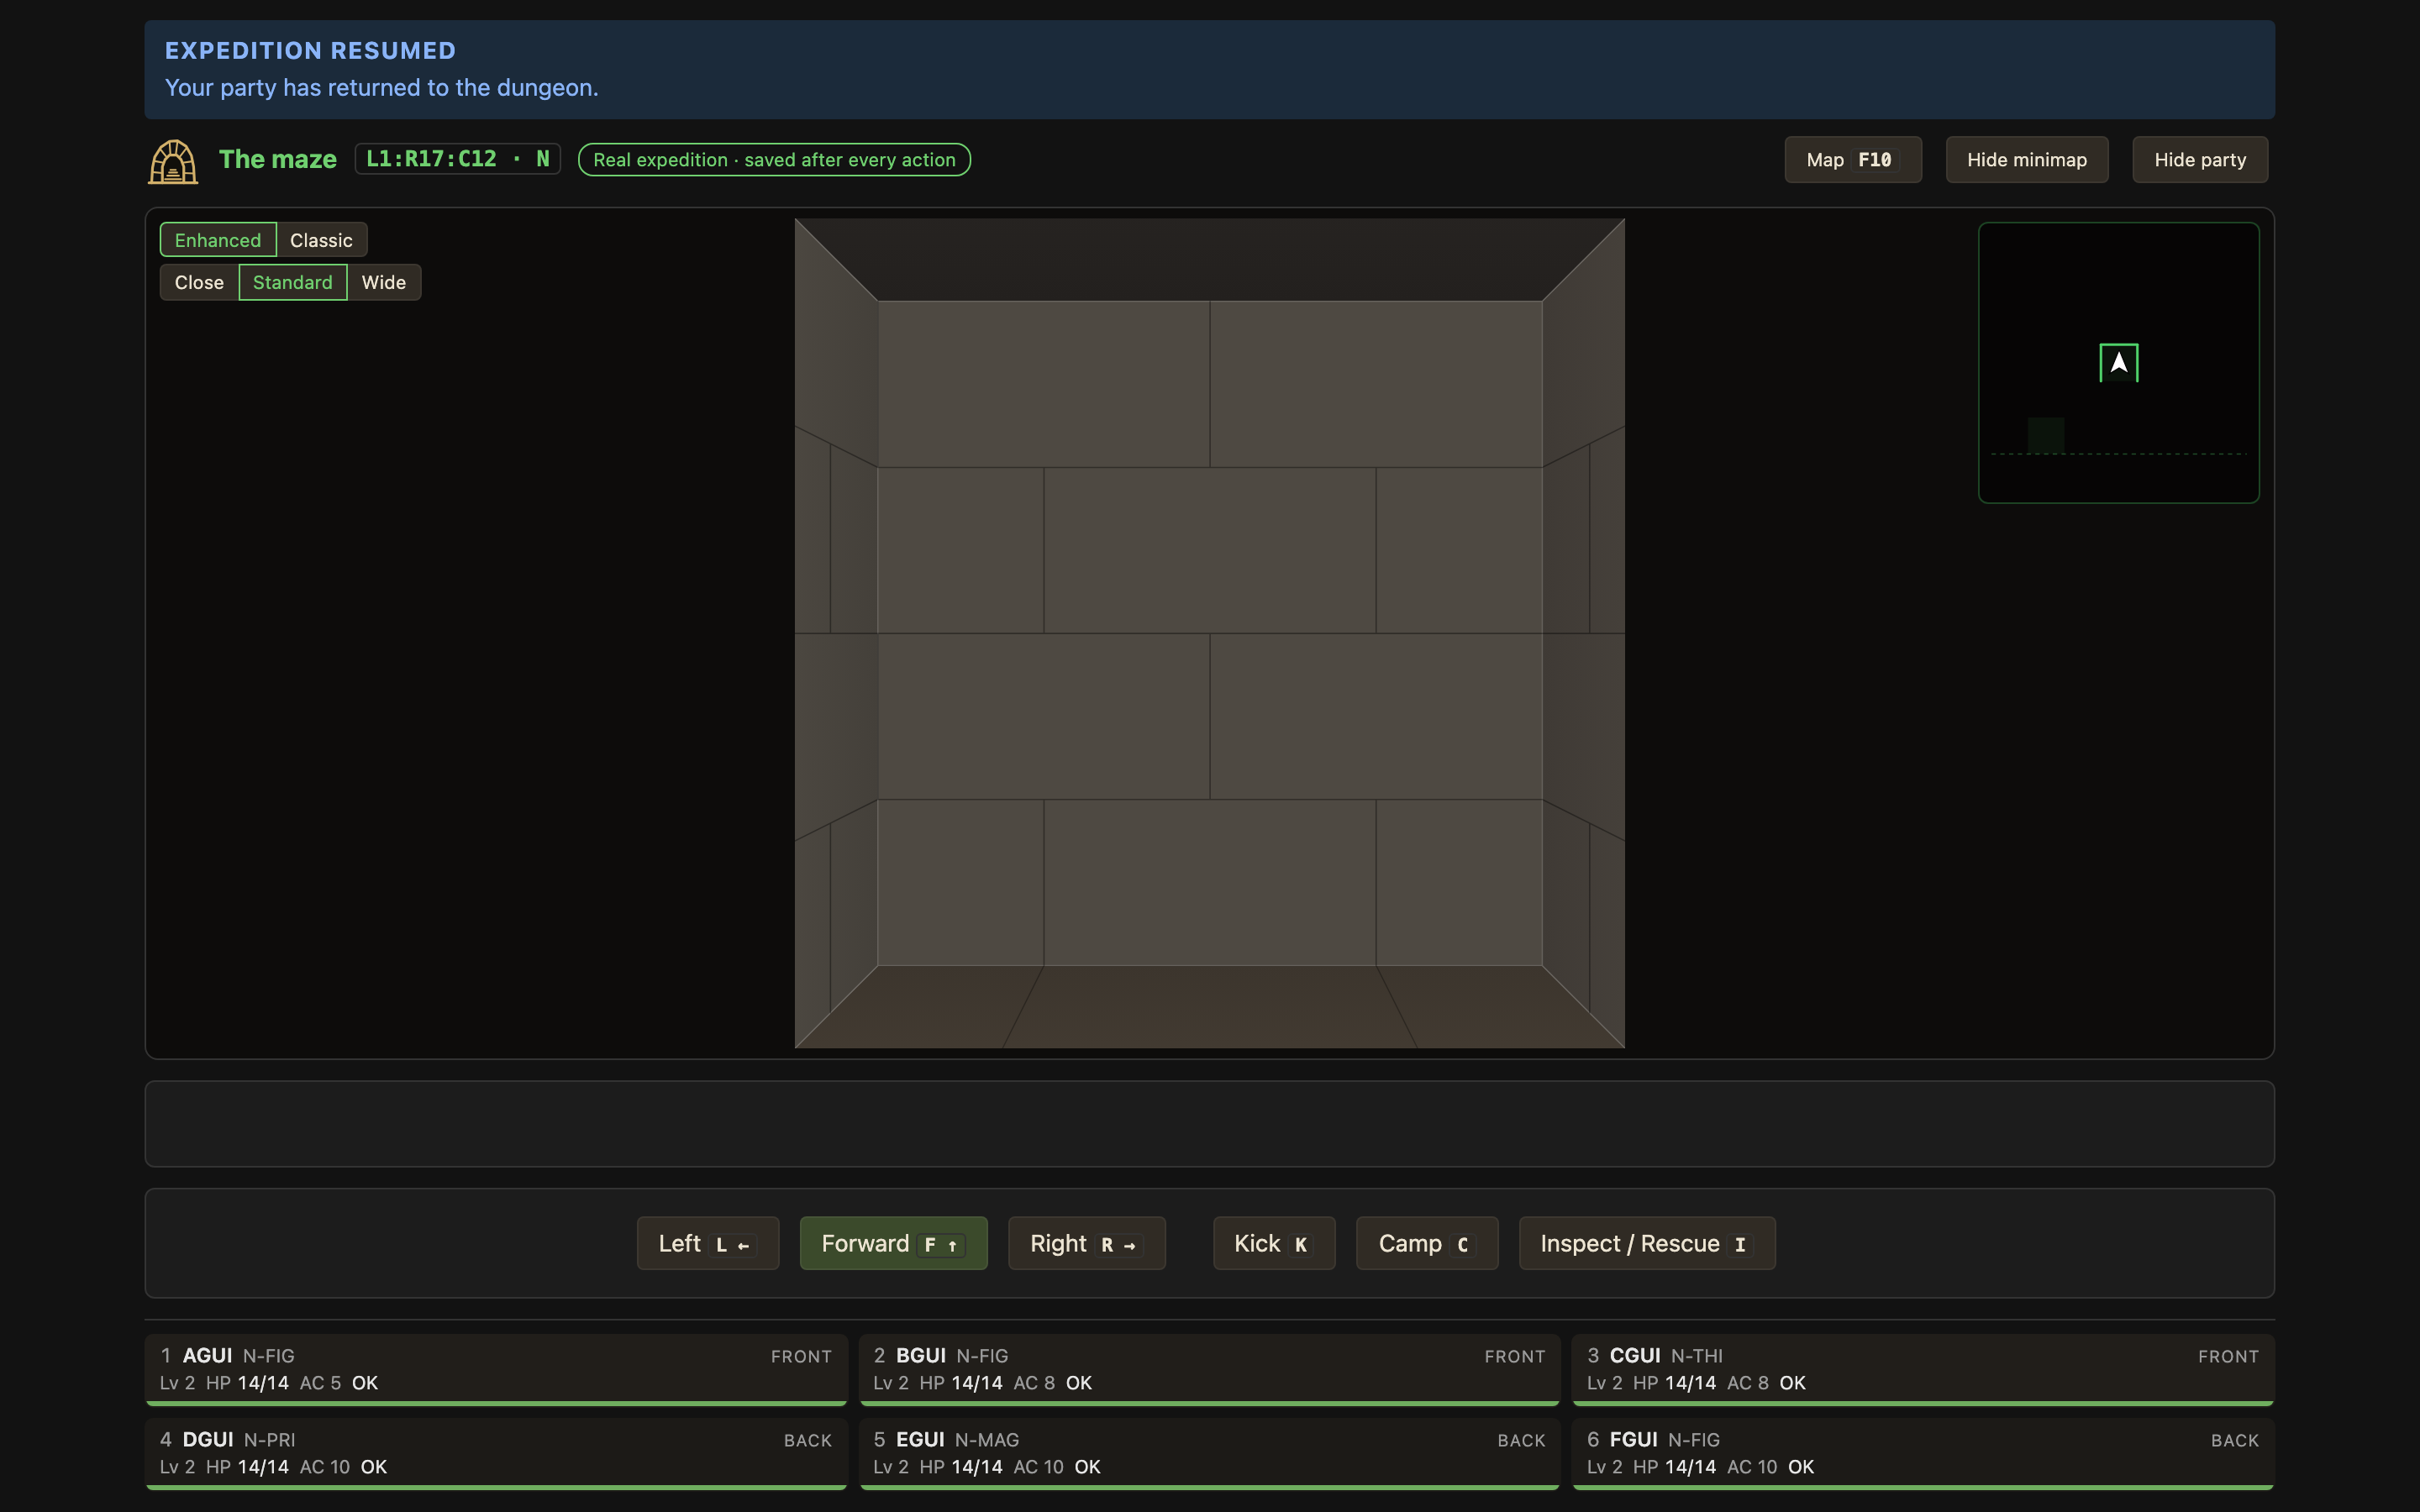 EXPEDITION RESUMED
Your party has returned to the dungeon.
The maze L1:R17:C12 · N Real expedition · saved after every action Map F10 Hide minimap Hide party
Enhanced Classic
Close Standard Wide
Left L ← Forward F ↑ Right R → Kick K Camp C Inspect / Rescue I
1 AGUI N-FIG FRONT
Lv 2 HP 14/14 AC 5 OK
2 BGUI N-FIG FRONT
Lv 2 HP 14/14 AC 8 OK
3 CGUI N-THI FRONT
Lv 2 HP 14/14 AC 8 OK
4 DGUI N-PRI BACK
Lv 2 HP 14/14 AC 10 OK
5 EGUI N-MAG BACK
Lv 2 HP 14/14 AC 10 OK
6 FGUI N-FIG BACK
Lv 2 HP 14/14 AC 10 OK